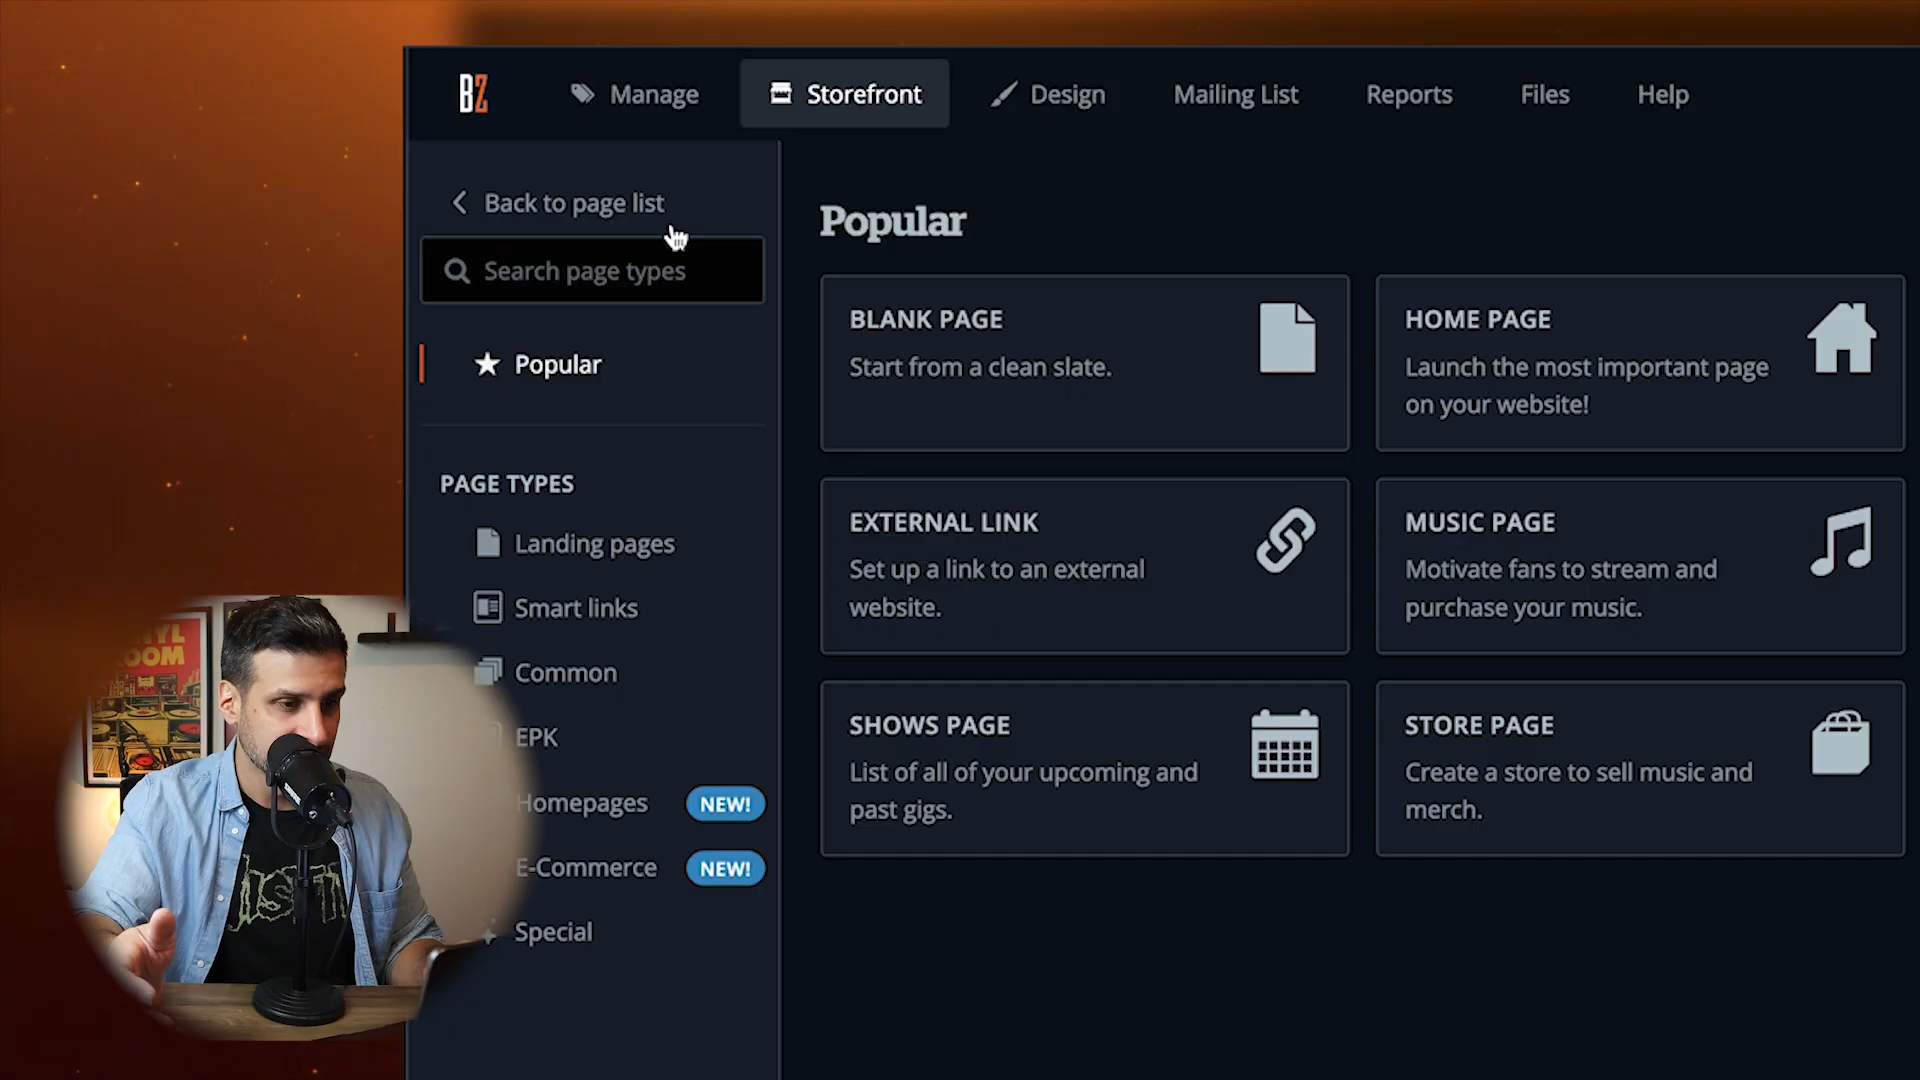 BZ
Manage
Storefront
Design
Mailing List
Reports
Files
Help
Back to page list
Search page types
Popular
PAGE TYPES
Landing pages
Smart links
Common
EPK
Homepages NEW!
E-Commerce NEW!
Special
Popular
BLANK PAGE
Start from a clean slate.
HOME PAGE
Launch the most important page
on your website!
EXTERNAL LINK
Set up a link to an external
website.
MUSIC PAGE
Motivate fans to stream and
purchase your music.
SHOWS PAGE
List of all of your upcoming and
past gigs.
STORE PAGE
Create a store to sell music and
merch.